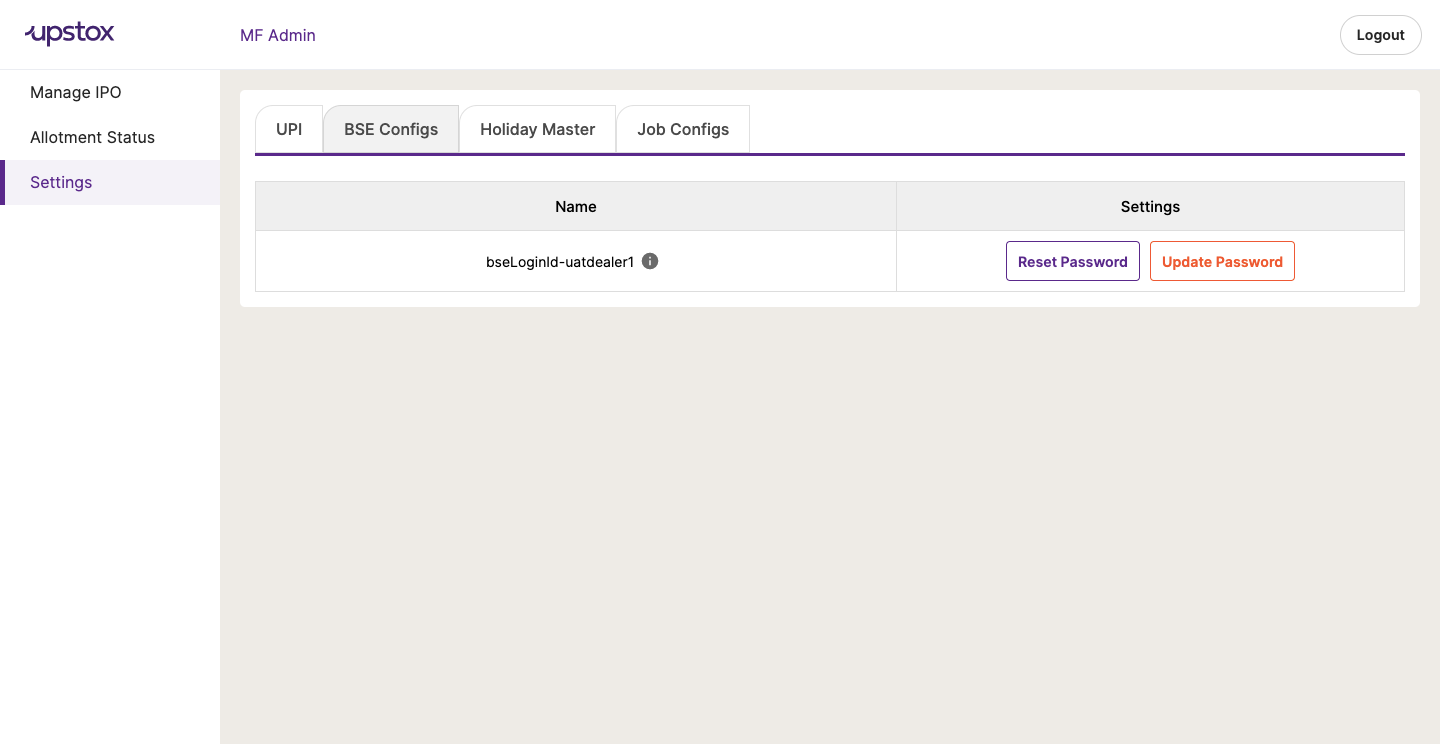 upstox
MF Admin
Logout
Manage IPO
Allotment Status
Settings
UPI
BSE Configs
Holiday Master
Job Configs
Name
Settings
bseLoginId-uatdealer1
Reset Password
Update Password